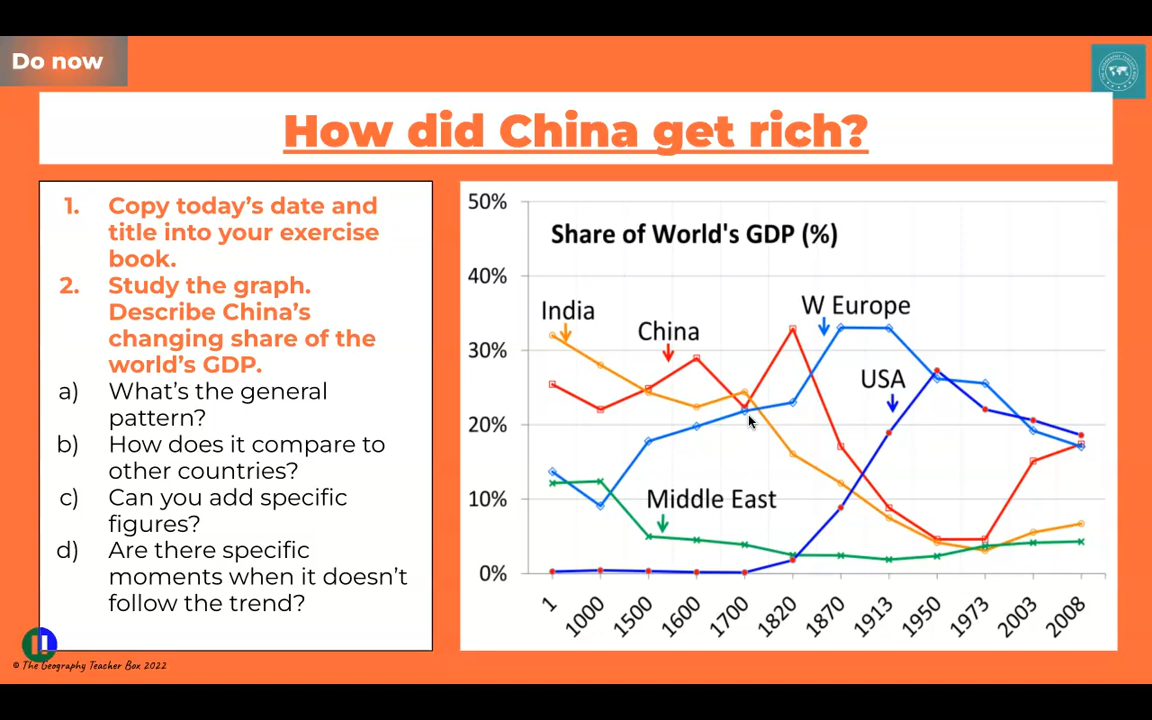 Do now
How did China get rich?
1. Copy today's date and
title into your exercise
book.
2. Study the graph.
Describe China's
changing share of the
world's GDP.
a) What's the general
pattern?
b) How does it compare to
other countries?
c) Can you add specific
figures?
d) Are there specific
moments when it doesn't
follow the trend?
© The Geography Teacher Box 2022
Share of World's GDP (%)
50%
40%
30%
20%
10%
0%
India
China
W Europe
USA
Middle East
1
1000
1500
1600
1700
1820
1870
1913
1950
1973
2003
2008